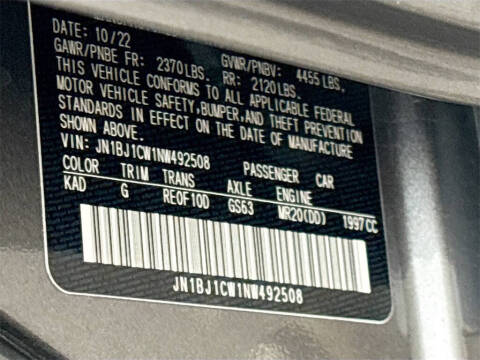 DATE: 10/22
GAWR/PNBE FR: 2370LBS. GVWR/PNBV: 4455 LBS.
RR: 2120LBS.
THIS VEHICLE CONFORMS TO ALL APPLICABLE FEDERAL
MOTOR VEHICLE SAFETY,BUMPER,AND THEFT PREVENTION
STANDARDS IN EFFECT ON THE DATE OF MANUFACTURE
SHOWN ABOVE.
VIN: JN1BJ1CW1NW492508 PASSENGER CAR
COLOR TRIM TRANS AXLE ENGINE
KAD G RE0F10D GS63 MR20(DD) 1997CC
JN1BJ1CW1NW492508